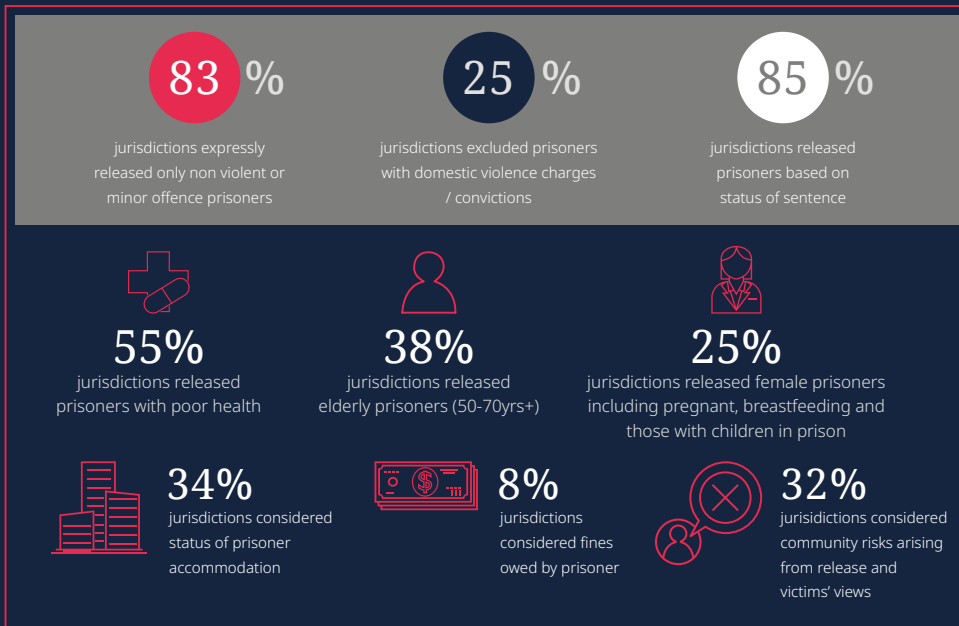 83 %
jurisdictions expressly
released only non violent or
minor offence prisoners
25 %
jurisdictions excluded prisoners
with domestic violence charges
/ convictions
85 %
jurisdictions released
prisoners based on
status of sentence
55%
jurisdictions released
prisoners with poor health
38%
jurisdictions released
elderly prisoners (50-70yrs+)
25%
jurisdictions released female prisoners
including pregnant, breastfeeding and
those with children in prison
34%
jurisdictions considered
status of prisoner
accommodation
$
8%
jurisdictions
considered fines
owed by prisoner
32%
jurisidictions considered
community risks arising
from release and
victims’ views